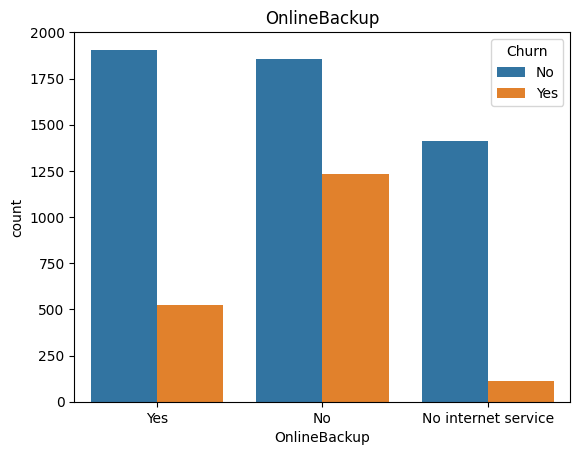 OnlineBackup
2000
1750
1500
1250
1000
750
500
250
0
count
Churn
No
Yes
Yes
No
No internet service
OnlineBackup